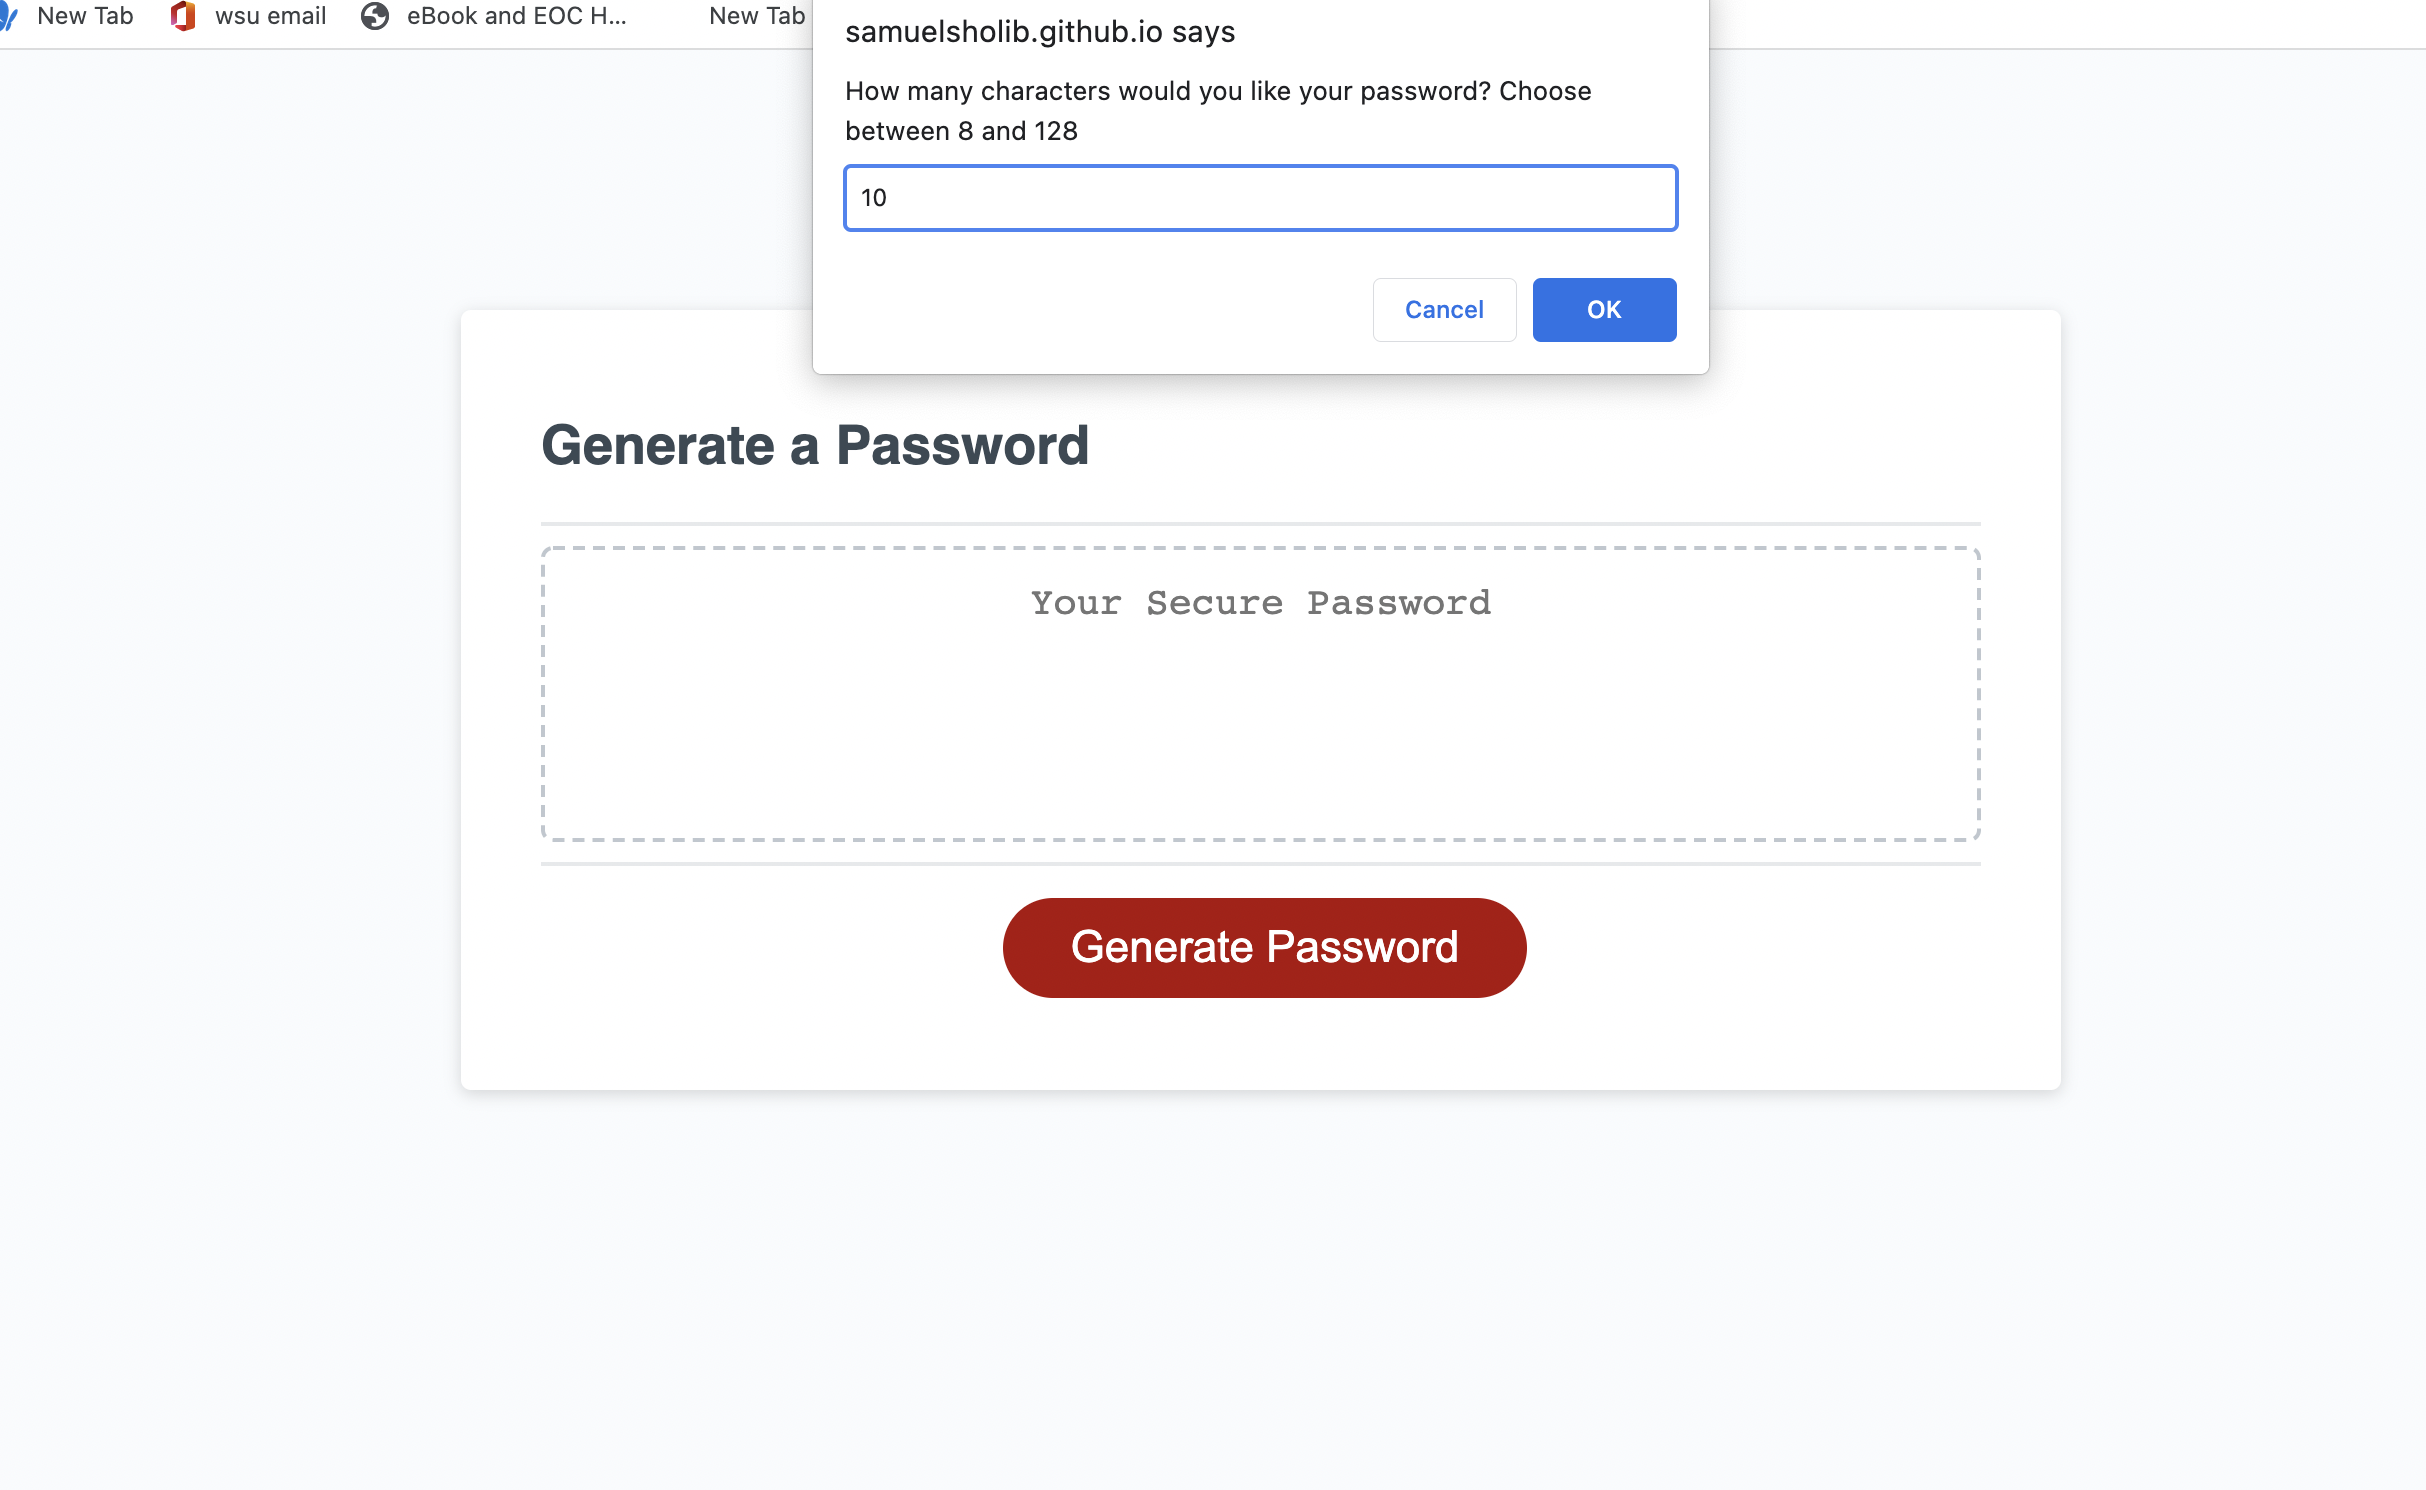 New Tab wsu email eBook and EOC H... New Tab
samuelsholib.github.io says
How many characters would you like your password? Choose
between 8 and 128
10
Cancel OK
Generate a Password
Your Secure Password
Generate Password